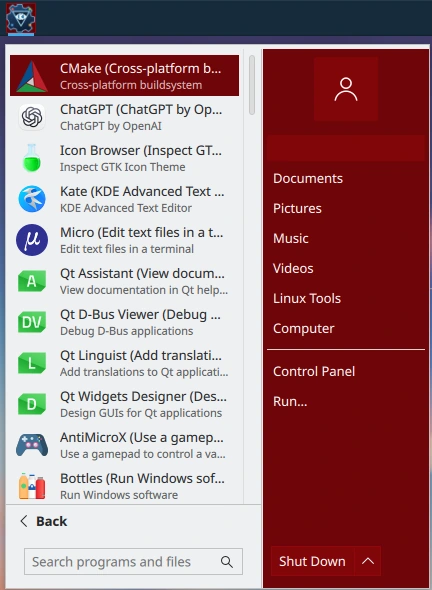 CMake (Cross-platform b...
Cross-platform buildsystem
ChatGPT (ChatGPT by Op...
ChatGPT by OpenAI
Icon Browser (Inspect GT...
Inspect GTK Icon Theme
Kate (KDE Advanced Text ...
KDE Advanced Text Editor
μ
Micro (Edit text files in a t...
Edit text files in a terminal
A
Qt Assistant (View docum...
View documentation in Qt help...
DV
Qt D-Bus Viewer (Debug ...
Debug D-Bus applications
L
Qt Linguist (Add translati...
Add translations to Qt applicati...
D
Qt Widgets Designer (Des...
Design GUIs for Qt applications
AntiMicroX (Use a gamep...
Use a gamepad to control a va...
Bottles (Run Windows sof...
Run Windows software
Back
Search programs and files
Documents
Pictures
Music
Videos
Linux Tools
Computer
Control Panel
Run...
Shut Down